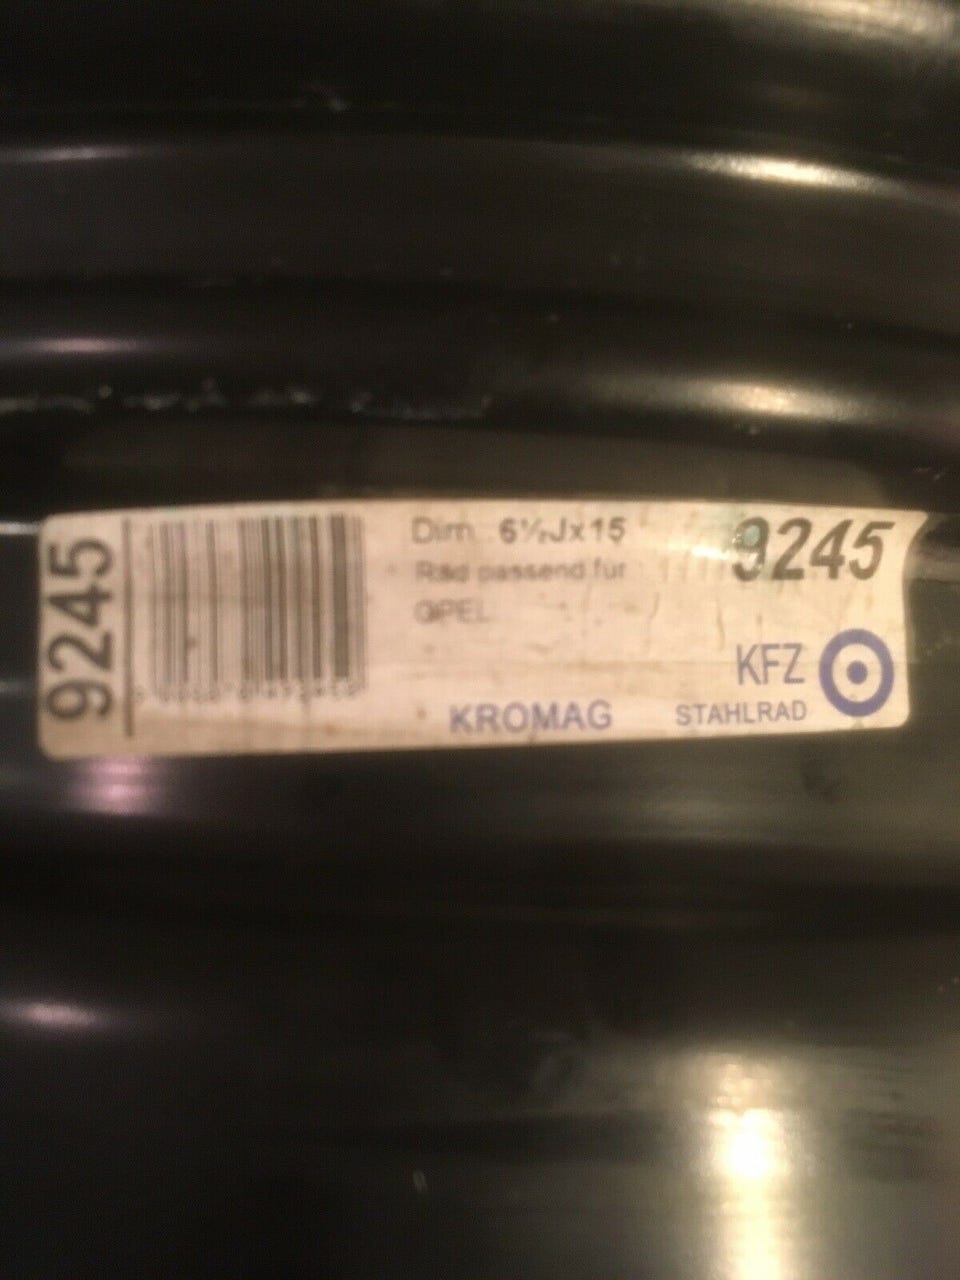 9245
Dim. 6½Jx15
Rad passend für
OPEL
9245
KFZ
KROMAG
STAHLRAD